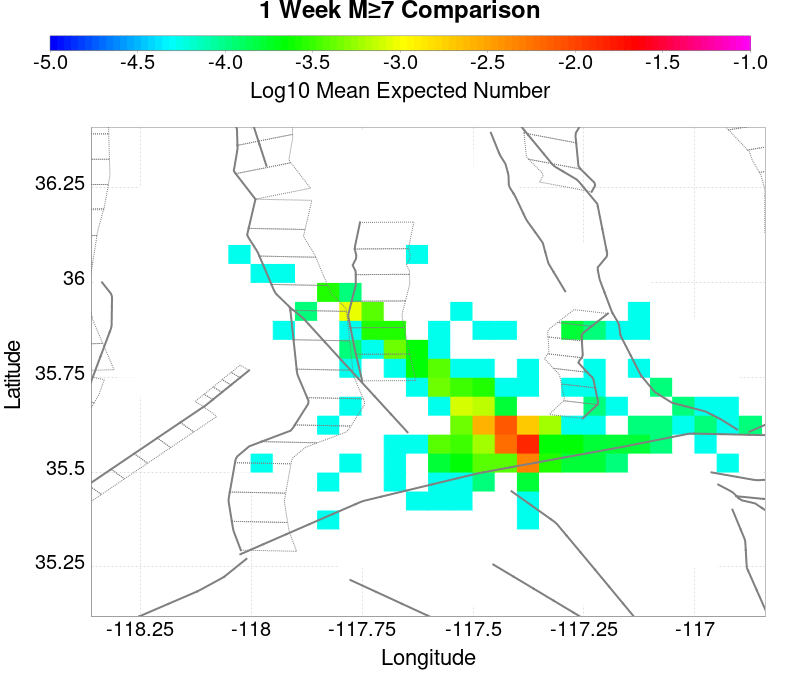 1 Week M≥7 Comparison
-5.0 -4.5 -4.0 -3.5 -3.0 -2.5 -2.0 -1.5 -1.0
Log10 Mean Expected Number
36.25
36
35.75
35.5
35.25
Latitude
-118.25 -118 -117.75 -117.5 -117.25 -117
Longitude